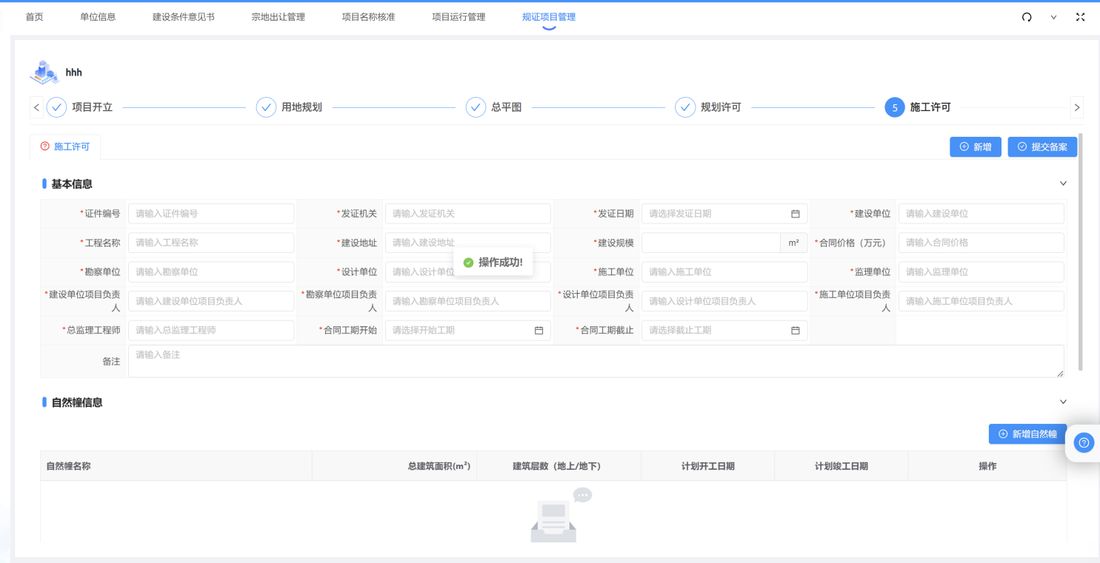 首页 单位信息 建设条件意见书 宗地出让管理 项目名称核准 项目运行管理 规证项目管理
hhh
项目开立 用地规划 总平图 规划许可 5 施工许可
施工许可 新增 提交备案
基本信息
*证件编号 请输入证件编号 *发证机关 请输入发证机关 *发证日期 请选择发证日期 *建设单位 请输入建设单位
*工程名称 请输入工程名称 *建设地址 请输入建设地址 *建设规模 m² *合同价格（万元） 请输入合同价格
操作成功!
*勘察单位 请输入勘察单位 *设计单位 请输入设计单位 *施工单位 请输入施工单位 *监理单位 请输入监理单位
*建设单位项目负责人 请输入建设单位项目负责人 *勘察单位项目负责人 请输入勘察单位项目负责人 *设计单位项目负责人 请输入设计单位项目负责人 *施工单位项目负责人 请输入施工单位项目负责人
*总监理工程师 请输入总监理工程师 *合同工期开始 请选择开始工期 *合同工期截止 请选择截止工期
备注 请输入备注
自然幢信息
新增自然幢
自然幢名称 总建筑面积(m²) 建筑层数（地上/地下） 计划开工日期 计划竣工日期 操作